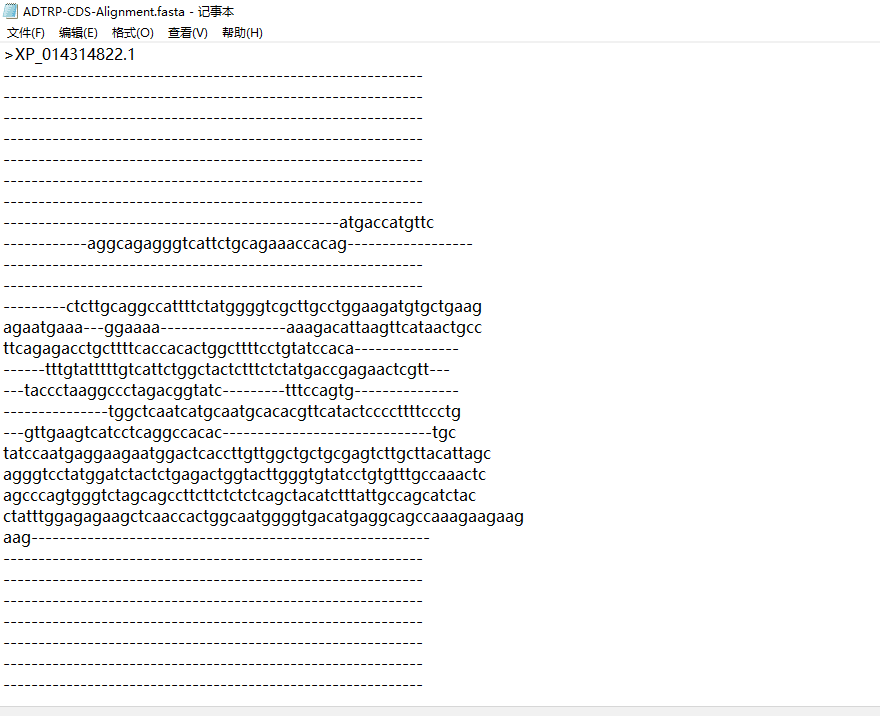 ADTRP-CDS-Alignment.fasta - 记事本
文件(F) 编辑(E) 格式(O) 查看(V) 帮助(H)
>XP_014314822.1
------------------------------------------------------------
------------------------------------------------------------
------------------------------------------------------------
------------------------------------------------------------
------------------------------------------------------------
------------------------------------------------------------
------------------------------------------------------------
------------------------------------------------atgaccatgttc
------------aggcagagggtcattctgcagaaaccacag------------------
------------------------------------------------------------
------------------------------------------------------------
---------ctcttgcaggccattttctatggggtcgcttgcctggaagatgtgctgaag
agaatgaaa---ggaaaa------------------aaagacattaagttcataactgcc
ttcagagacctgcttttcaccacactggcttttcctgtatccaca---------------
------tttgtatttttgtcattctggctactctttctctatgaccgagaactcgtt---
---taccctaaggccctagacggtatc---------tttccagtg---------------
---------------tggctcaatcatgcaatgcacacgttcatactccccttttccctg
---gttgaagtcatcctcaggccacac------------------------------tgc
tatccaatgaggaagaatggactcaccttgttggctgctgcgagtcttgcttacattagc
agggtcctatggatctactctgagactggtacttgggtgtatcctgtgtttgccaaactc
agcccagtgggtctagcagccttcttctctctcagctacatctttattgccagcatctac
ctatttggagagaagctcaaccactggcaatggggtgacatgaggcagccaaagaagaag
aag---------------------------------------------------------
------------------------------------------------------------
------------------------------------------------------------
------------------------------------------------------------
------------------------------------------------------------
------------------------------------------------------------
------------------------------------------------------------
------------------------------------------------------------